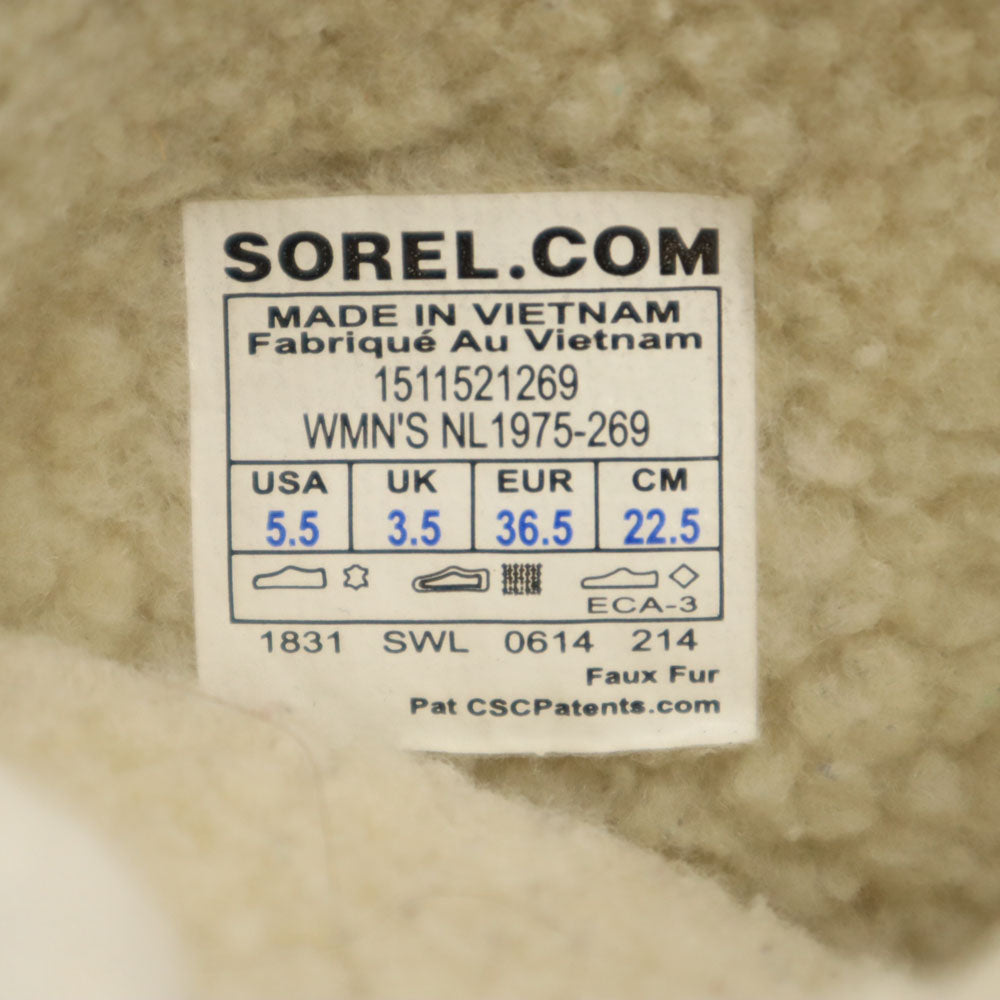 SOREL.COM
MADE IN VIETNAM
Fabriqué Au Vietnam
1511521269
WMN'S NL1975-269
USA UK EUR CM
5.5 3.5 36.5 22.5
ECA-3
1831 SWL 0614 214
Faux Fur
Pat CSCPatents.com